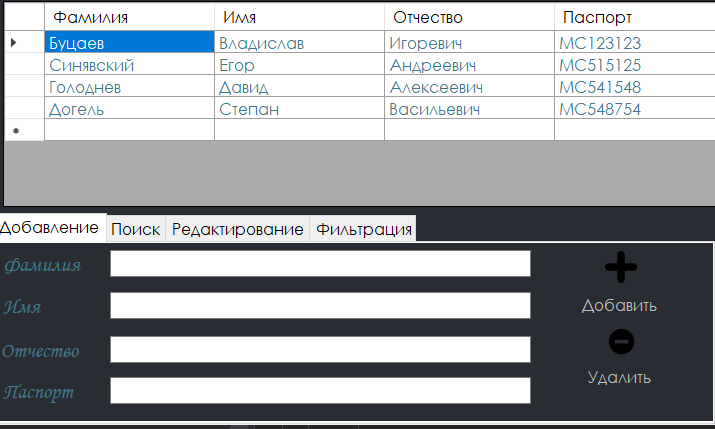 Фамилия Имя Отчество Паспорт
Буцаев Владислав Игоревич МС123123
Синявский Егор Андреевич МС515125
Голоднев Давид Алексеевич МС541548
Догель Степан Васильевич МС548754
Добавление Поиск Редактирование Фильтрация
Фамилия
Имя
Отчество
Паспорт
Добавить
Удалить